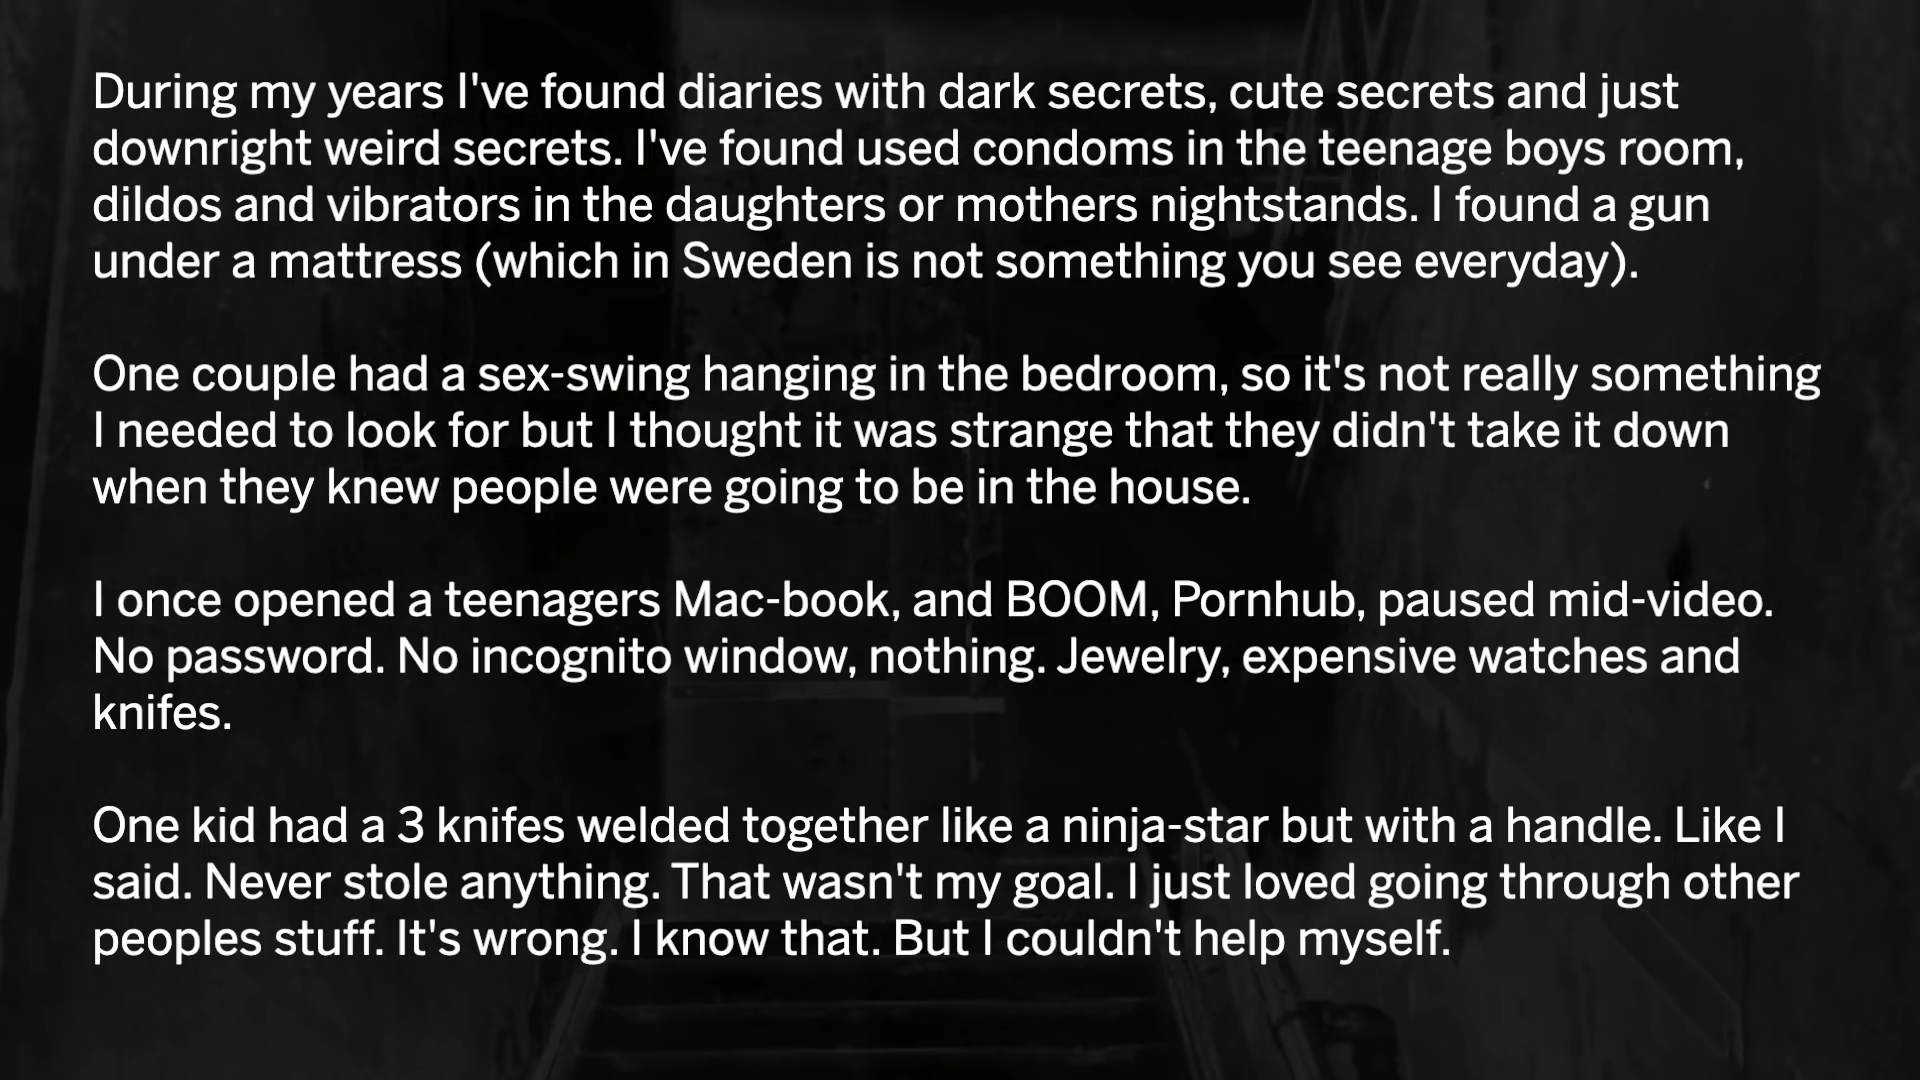 During my years I've found diaries with dark secrets, cute secrets and just
downright weird secrets. I've found used condoms in the teenage boys room,
dildos and vibrators in the daughters or mothers nightstands. I found a gun
under a mattress (which in Sweden is not something you see everyday).
One couple had a sex-swing hanging in the bedroom, so it's not really something
I needed to look for but I thought it was strange that they didn't take it down
when they knew people were going to be in the house.
I once opened a teenagers Mac-book, and BOOM, Pornhub, paused mid-video.
No password. No incognito window, nothing. Jewelry, expensive watches and
knifes.
One kid had a 3 knifes welded together like a ninja-star but with a handle. Like I
said. Never stole anything. That wasn't my goal. I just loved going through other
peoples stuff. It's wrong. I know that. But I couldn't help myself.